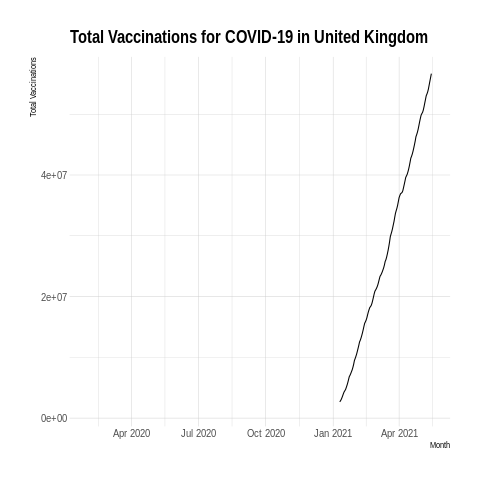 Total Vaccinations for COVID-19 in United Kingdom
Total Vaccinations
4e+07
2e+07
0e+00
Apr 2020 Jul 2020 Oct 2020 Jan 2021 Apr 2021
Month